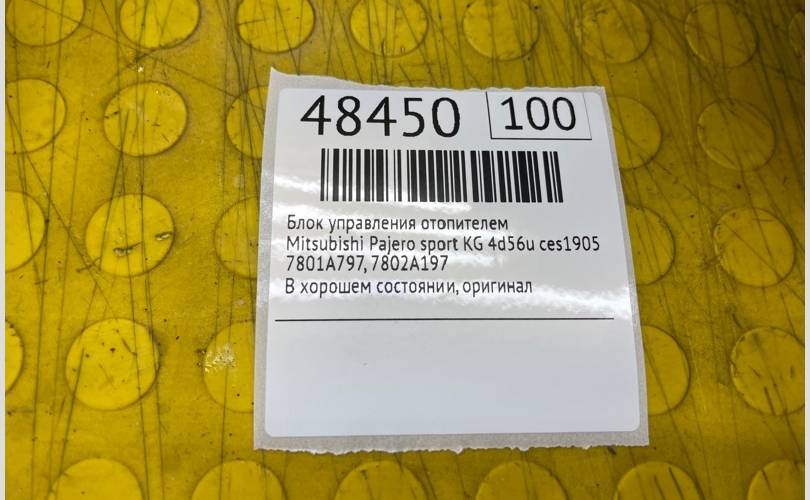 48450 100
Блок управления отопителем
Mitsubishi Pajero sport KG 4d56u ces1905
7801A797, 7802A197
В хорошем состоянии, оригинал